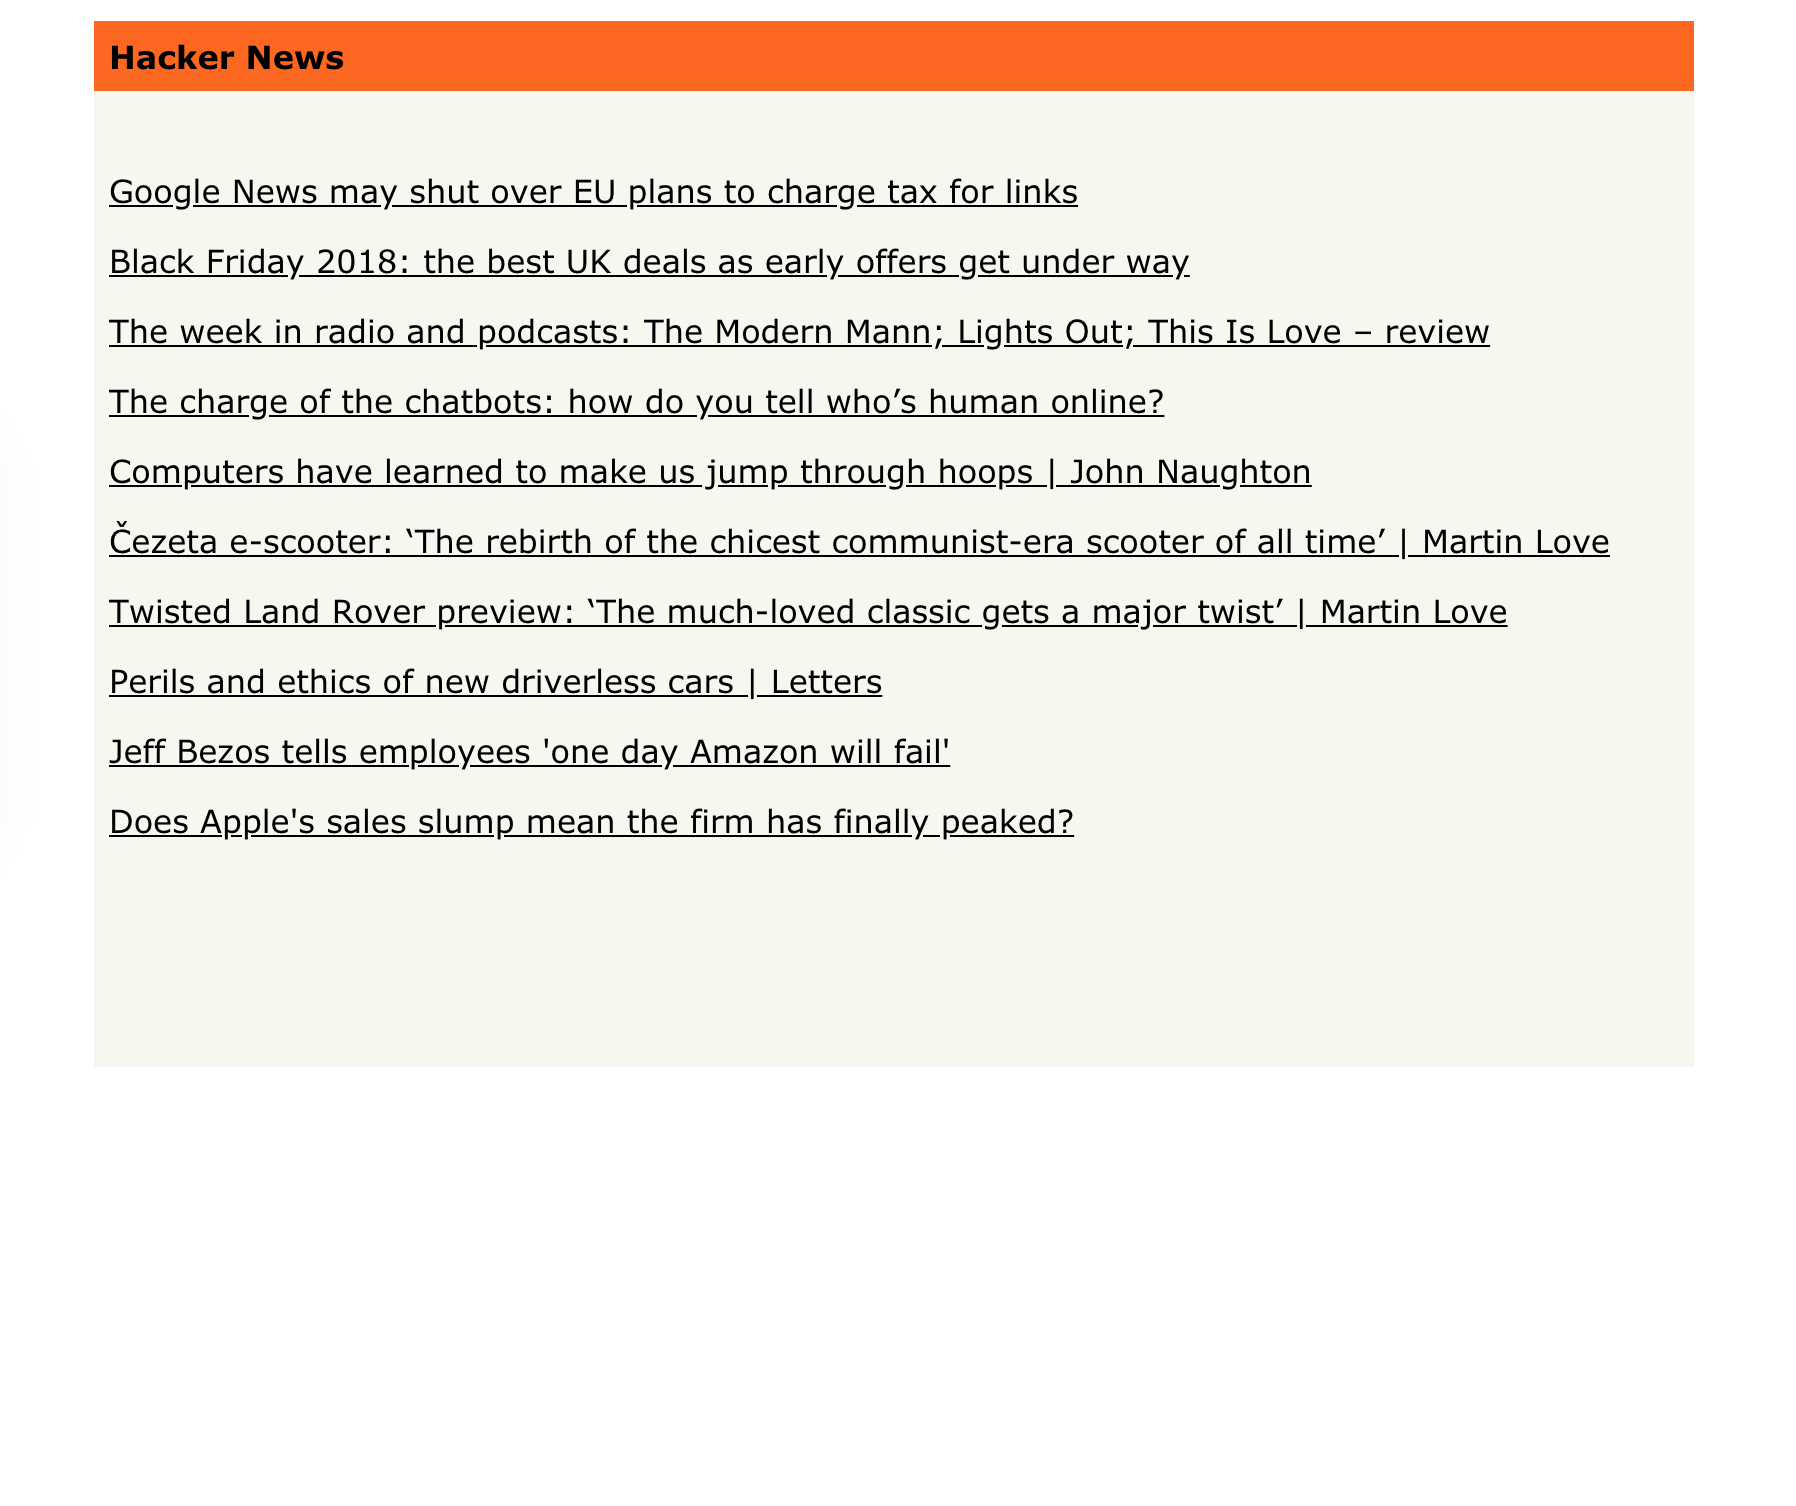 Hacker News
Google News may shut over EU plans to charge tax for links
Black Friday 2018: the best UK deals as early offers get under way
The week in radio and podcasts: The Modern Mann; Lights Out; This Is Love – review
The charge of the chatbots: how do you tell who’s human online?
Computers have learned to make us jump through hoops | John Naughton
Čezeta e-scooter: ‘The rebirth of the chicest communist-era scooter of all time’ | Martin Love
Twisted Land Rover preview: ‘The much-loved classic gets a major twist’ | Martin Love
Perils and ethics of new driverless cars | Letters
Jeff Bezos tells employees 'one day Amazon will fail'
Does Apple's sales slump mean the firm has finally peaked?